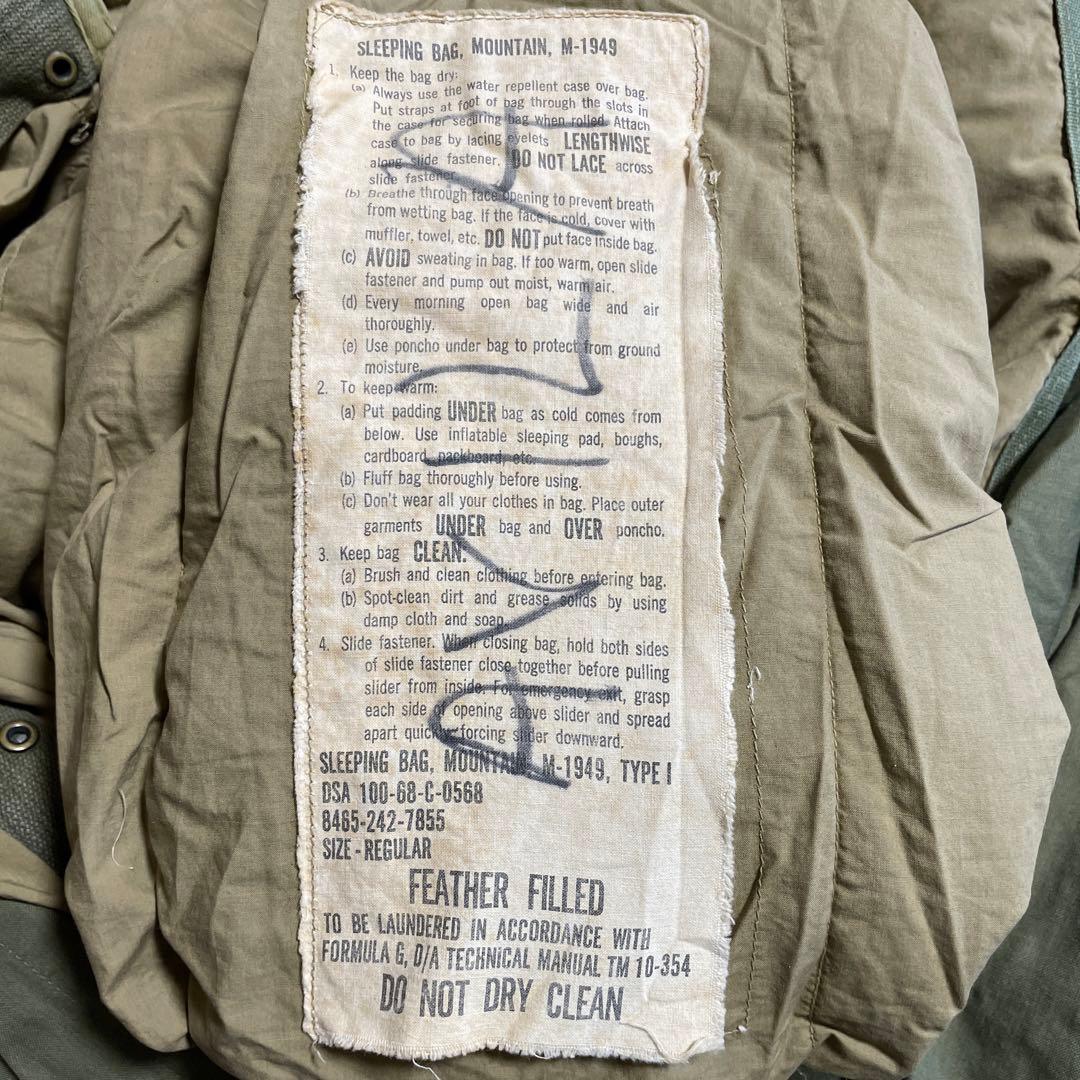 SLEEPING BAG, MOUNTAIN, M-1949
1. Keep the bag dry:
(a) Always use the water repellent case over bag.
Put straps at foot of bag through the slots in
the case for securing bag when rolled. Attach
case to bag by lacing eyelets LENGTHWISE
along slide fastener. DO NOT LACE across
slide fastener
(b) Breathe through face opening to prevent breath
from wetting bag. If the face is cold, cover with
muffler, towel, etc. DO NOT put face inside bag.
(c) AVOID sweating in bag. If too warm, open slide
fastener and pump out moist, warm air.
(d) Every morning open bag wide and air
thoroughly.
(e) Use poncho under bag to protect from ground
moisture.
2. To keep warm:
(a) Put padding UNDER bag as cold comes from
below. Use inflatable sleeping pad, boughs,
cardboard, packboard, etc.
(b) Fluff bag thoroughly before using.
(c) Don't wear all your clothes in bag. Place outer
garments UNDER bag and OVER poncho.
3. Keep bag CLEAN.
(a) Brush and clean clothing before entering bag.
(b) Spot-clean dirt and grease solids by using
damp cloth and soap.
4. Slide fastener. When closing bag, hold both sides
of slide fastener close together before pulling
slider from inside. For emergency exit, grasp
each side of opening above slider and spread
apart quickly forcing slider downward.
SLEEPING BAG, MOUNTAIN, M-1949, TYPE I
DSA 100-68-C-0568
8465-242-7855
SIZE - REGULAR
FEATHER FILLED
TO BE LAUNDERED IN ACCORDANCE WITH
FORMULA G, D/A TECHNICAL MANUAL TM 10-354
DO NOT DRY CLEAN